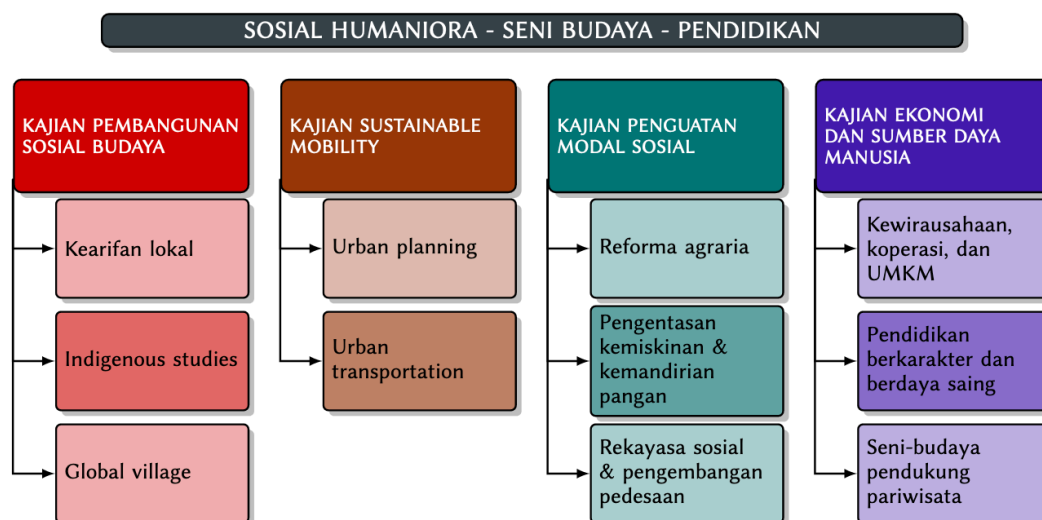 SOSIAL HUMANIORA - SENI BUDAYA - PENDIDIKAN
KAJIAN PEMBANGUNAN
SOSIAL BUDAYA
Kearifan lokal
Indigenous studies
Global village
KAJIAN SUSTAINABLE
MOBILITY
Urban planning
Urban
transportation
KAJIAN PENGUATAN
MODAL SOSIAL
Reforma agraria
Pengentasan
kemiskinan &
kemandirian
pangan
Rekayasa sosial
& pengembangan
pedesaan
KAJIAN EKONOMI
DAN SUMBER DAYA
MANUSIA
Kewirausahaan,
koperasi, dan
UMKM
Pendidikan
berkarakter dan
berdaya saing
Seni-budaya
pendukung
pariwisata